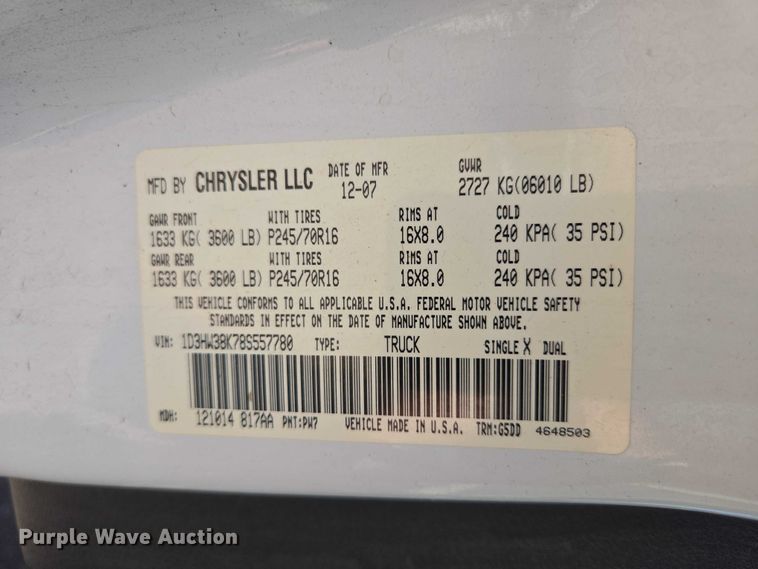 MFD BY CHRYSLER LLC DATE OF MFR 12-07 GVWR 2727 KG(06010 LB)
GAWR FRONT WITH TIRES RIMS AT COLD
1633 KG( 3600 LB) P245/70R16 16X8.0 240 KPA( 35 PSI)
GAWR REAR WITH TIRES RIMS AT COLD
1633 KG( 3600 LB) P245/70R16 16X8.0 240 KPA( 35 PSI)
THIS VEHICLE CONFORMS TO ALL APPLICABLE U.S.A. FEDERAL MOTOR VEHICLE SAFETY
STANDARDS IN EFFECT ON THE DATE OF MANUFACTURE SHOWN ABOVE.
VIN: 1D3HW38K78S557780 TYPE: TRUCK SINGLE X DUAL
MDH: 121014 817AA PNT:PW7 VEHICLE MADE IN U.S.A. TRM:G5DD 4648503
Purple Wave Auction